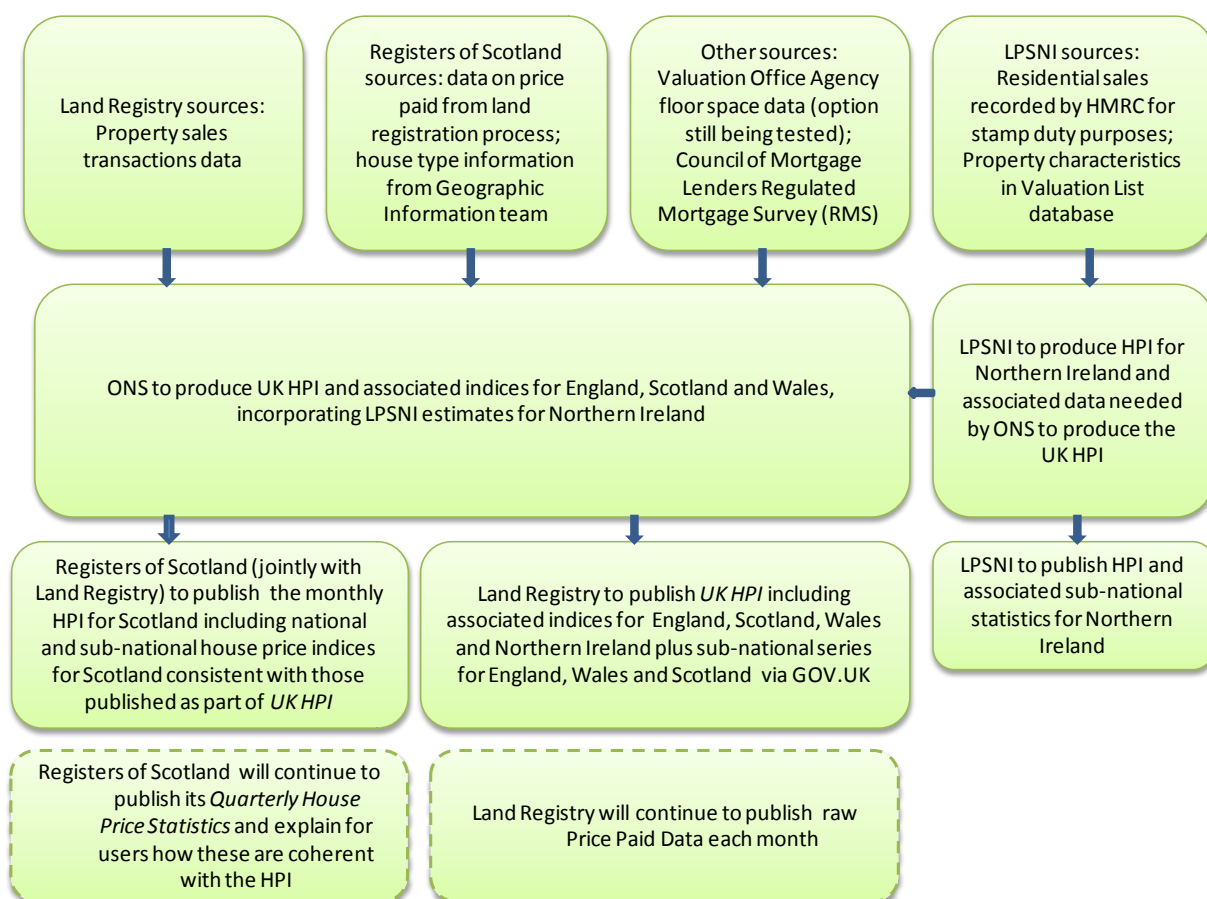 Land Registry sources:
Property sales
transactions data
Registers of Scotland
sources: data on price
paid from land
registration process;
house type information
from Geographic
Information team
Other sources:
Valuation Office Agency
floor space data (option
still being tested);
Council of Mortgage
Lenders Regulated
Mortgage Survey (RMS)
LPSNI sources:
Residential sales
recorded by HMRC for
stamp duty purposes;
Property characteristics
in Valuation List
database
ONS to produce UK HPI and associated indices for England, Scotland and Wales,
incorporating LPSNI estimates for Northern Ireland
LPSNI to produce HPI for
Northern Ireland and
associated data needed
by ONS to produce the
UK HPI
Registers of Scotland (jointly with
Land Registry) to publish the monthly
HPI for Scotland including national
and sub-national house price indices
for Scotland consistent with those
published as part of UK HPI
Land Registry to publish UK HPI including
associated indices for England, Scotland, Wales
and Northern Ireland plus sub-national series
for England, Wales and Scotland via GOV.UK
LPSNI to publish HPI and
associated sub-national
statistics for Northern
Ireland
Registers of Scotland will continue to
publish its Quarterly House
Price Statistics and explain for
users how these are coherent
with the HPI
Land Registry will continue to publish raw
Price Paid Data each month